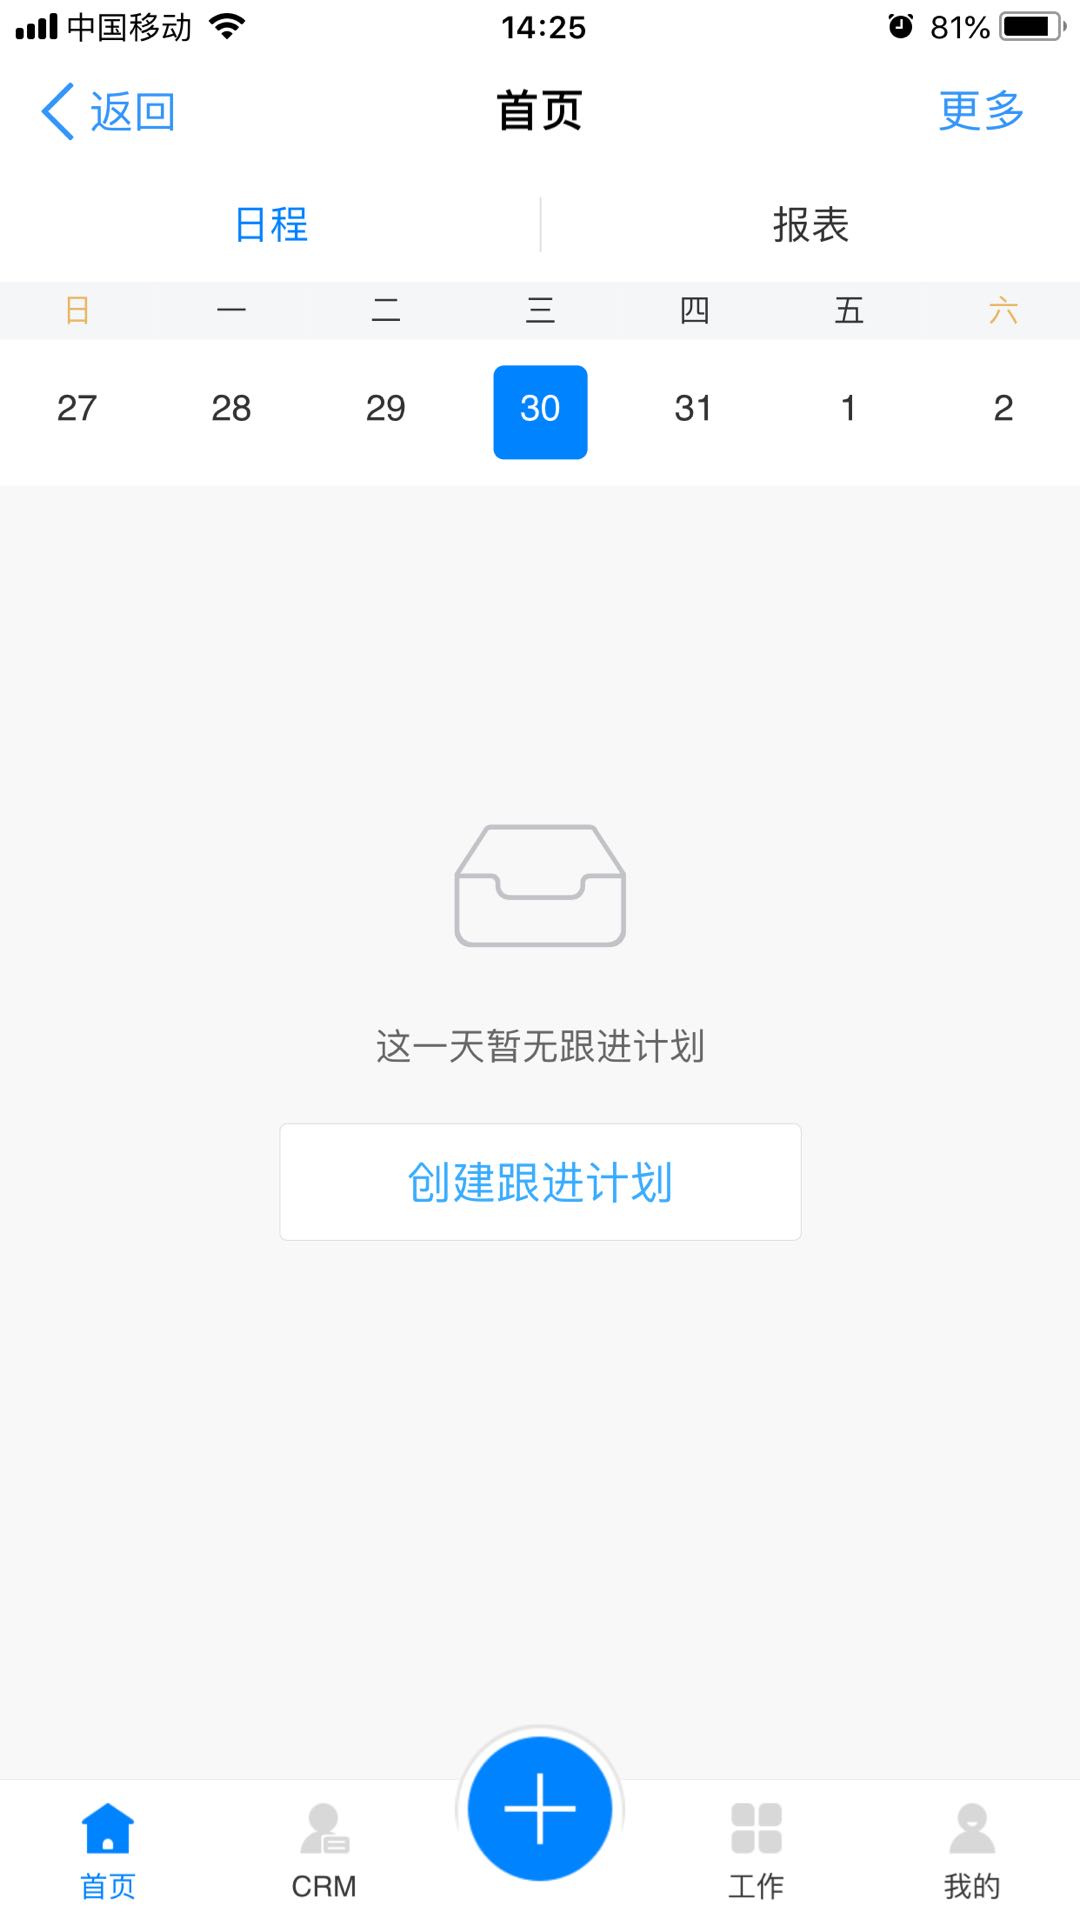 中国移动 14:25 81%
返回 首页 更多
日程 报表
日 一 二 三 四 五 六
27 28 29 30 31 1 2
这一天暂无跟进计划
创建跟进计划
首页 CRM 工作 我的